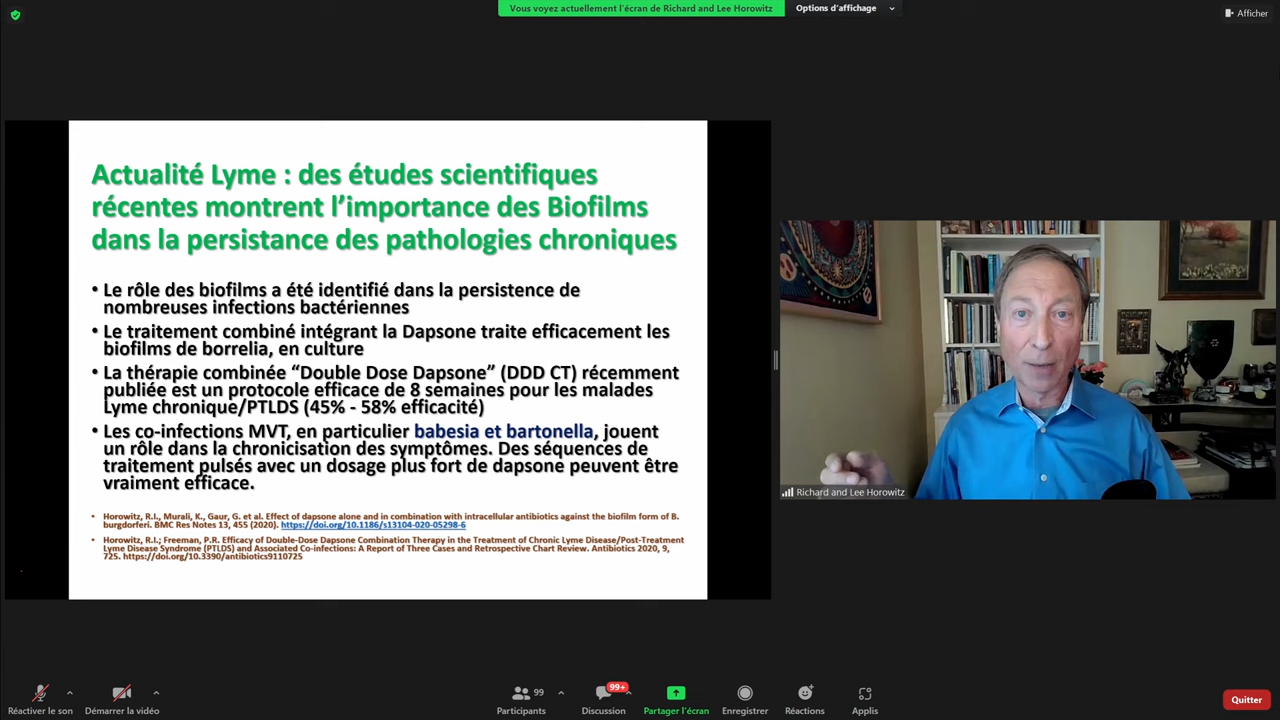 Vous voyez actuellement l'écran de Richard and Lee Horowitz
Options d'affichage
Afficher
Actualité Lyme : des études scientifiques
récentes montrent l'importance des Biofilms
dans la persistance des pathologies chroniques
• Le rôle des biofilms a été identifié dans la persistence de
nombreuses infections bactériennes
• Le traitement combiné intégrant la Dapsone traite efficacement les
biofilms de borrelia, en culture
• La thérapie combinée “Double Dose Dapsone” (DDD CT) récemment
publiée est un protocole efficace de 8 semaines pour les malades
Lyme chronique/PTLDS (45% - 58% efficacité)
• Les co-infections MVT, en particulier babesia et bartonella, jouent
un rôle dans la chronicisation des symptômes. Des séquences de
traitement pulsés avec un dosage plus fort de dapsone peuvent être
vraiment efficace.
• Horowitz, R.I., Murali, K., Gaur, G. et al. Effect of dapsone alone and in combination with intracellular antibiotics against the biofilm form of B.
burgdorferi. BMC Res Notes 13, 455 (2020). https://doi.org/10.1186/s13104-020-05298-6
• Horowitz, R.I.; Freeman, P.R. Efficacy of Double-Dose Dapsone Combination Therapy in the Treatment of Chronic Lyme Disease/Post-Treatment
Lyme Disease Syndrome (PTLDS) and Associated Co-infections: A Report of Three Cases and Retrospective Chart Review. Antibiotics 2020, 9,
725. https://doi.org/10.3390/antibiotics9110725
Richard and Lee Horowitz
Réactiver le son
Démarrer la vidéo
99
Participants
99+
Discussion
Partager l'écran
Enregistrer
Réactions
Applis
Quitter